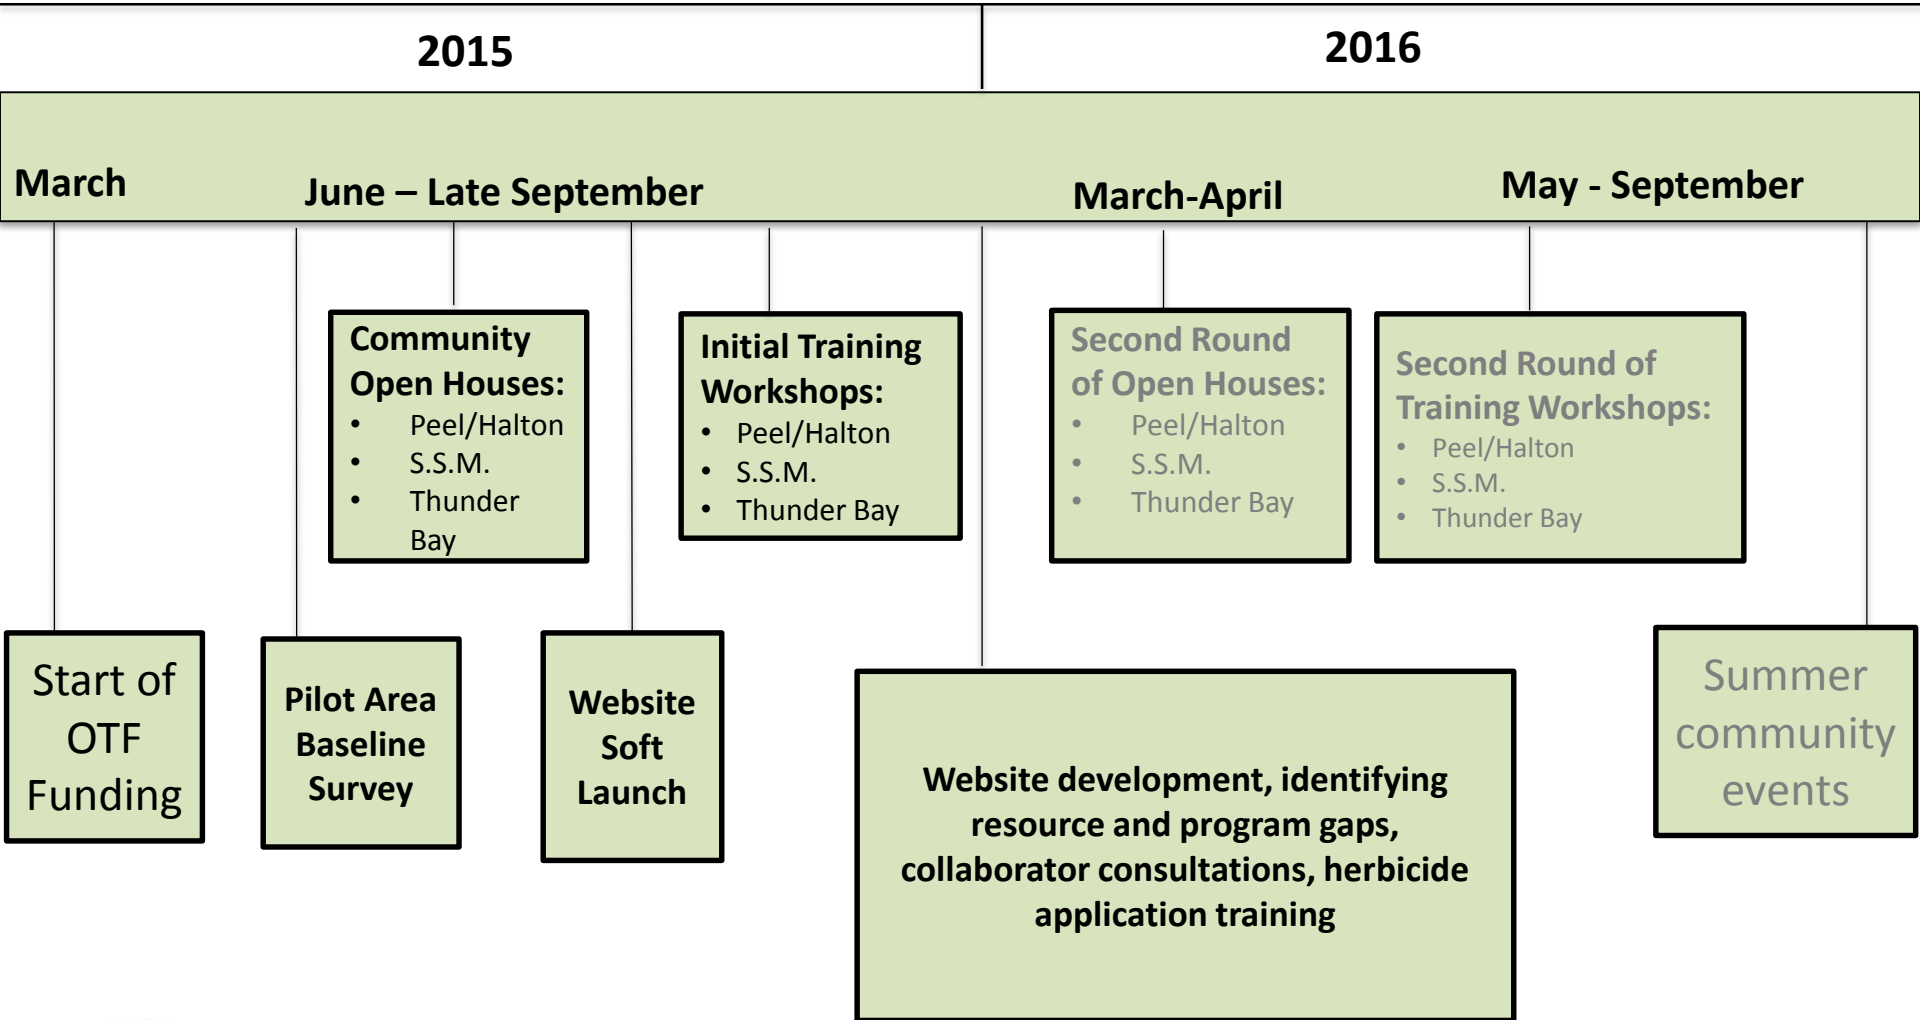 2015
2016
March
June – Late September
March-April
May - September
Community
Open Houses:
• Peel/Halton
• S.S.M.
• Thunder
Bay
Initial Training
Workshops:
• Peel/Halton
• S.S.M.
• Thunder Bay
Second Round
of Open Houses:
• Peel/Halton
• S.S.M.
• Thunder Bay
Second Round of
Training Workshops:
• Peel/Halton
• S.S.M.
• Thunder Bay
Start of
OTF
Funding
Pilot Area
Baseline
Survey
Website
Soft
Launch
Website development, identifying
resource and program gaps,
collaborator consultations, herbicide
application training
Summer
community
events